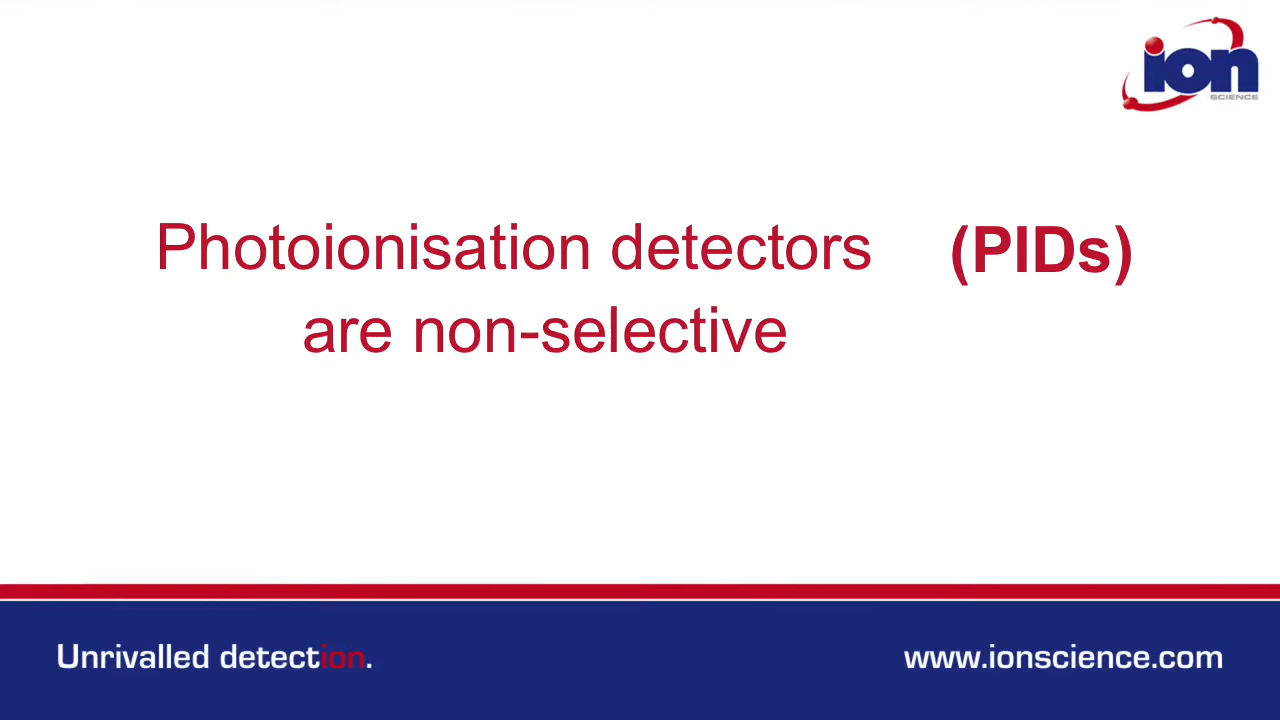 ion
SCIENCE
Photoionisation detectors (PIDs)
are non-selective
Unrivalled detection.
www.ionscience.com